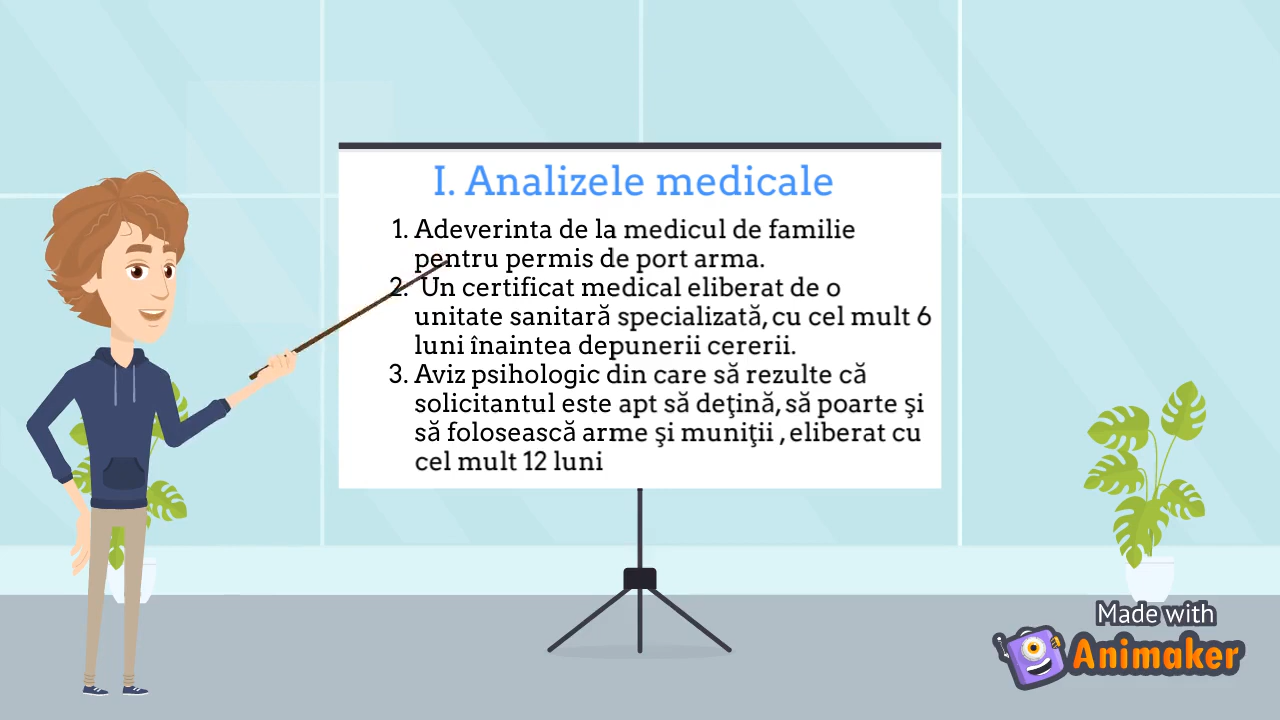 I. Analizele medicale
1. Adeverinta de la medicul de familie
pentru permis de port arma.
2. Un certificat medical eliberat de o
unitate sanitară specializată, cu cel mult 6
luni înaintea depunerii cererii.
3. Aviz psihologic din care să rezulte că
solicitantul este apt să deţină, să poarte şi
să folosească arme şi muniţii , eliberat cu
cel mult 12 luni
Made with
Animaker